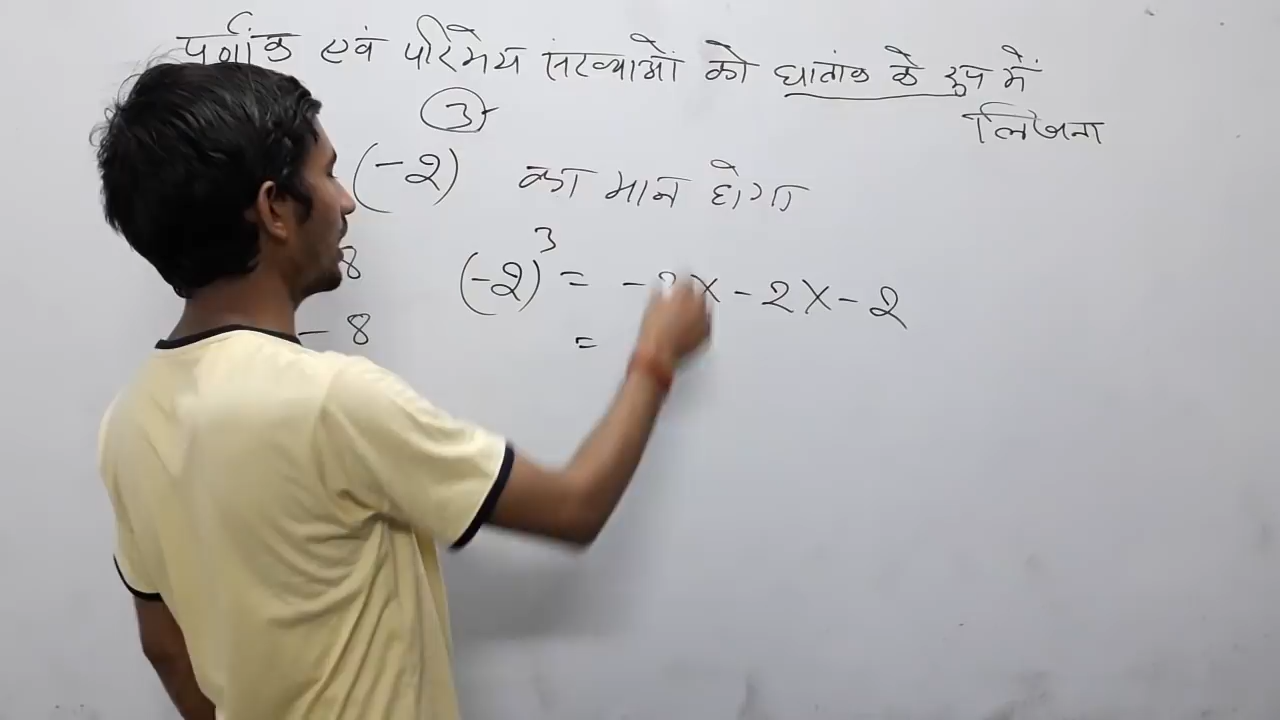 पूर्णांक एवं परिमेय संख्याओं को घातांक के रूप में
लिखना
(-2)³ का मान होगा
8
- 8
(-2)³ = -2 x -2 x -2
=